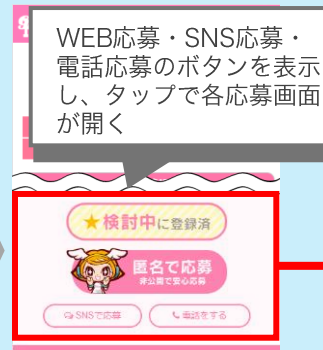 WEB応募・SNS応募・
電話応募のボタンを表示
し、タップで各応募画面
が開く
★検討中に登録済
匿名で応募
非公開で安心応募
SNSで応募
電話をする